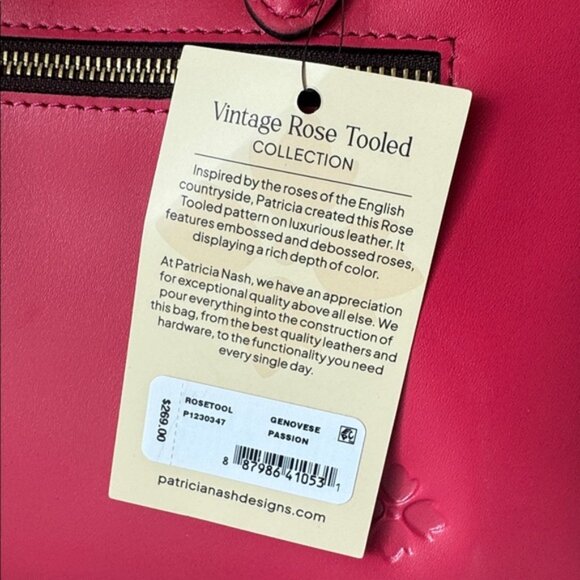 Vintage Rose Tooled
COLLECTION
Inspired by the roses of the English
countryside, Patricia created this Rose
Tooled pattern on luxurious leather. It
features embossed and debossed roses,
displaying a rich depth of color.
At Patricia Nash, we have an appreciation
for exceptional quality above all else. We
pour everything into the construction of
this bag, from the best quality leathers and
hardware, to the functionality you need
every single day.
$269.00
ROSETOOL
P1230347
GENOVESE
PASSION
8 87986 41053 1
patricianashdesigns.com